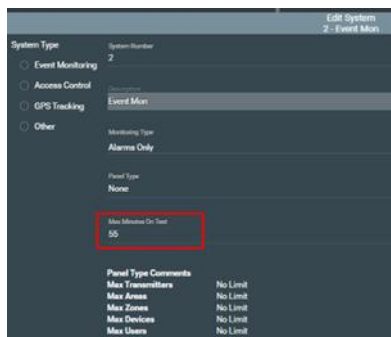 Edit System
2 - Event Mon
System Type
Event Monitoring
Access Control
GPS Tracking
Other
System Number
2
Description
Event Mon
Monitoring Type
Alarms Only
Panel Type
None
Max Minutes On Test
55
Panel Type Comments
Max Transmitters No Limit
Max Areas No Limit
Max Zones No Limit
Max Devices No Limit
Max Users No Limit